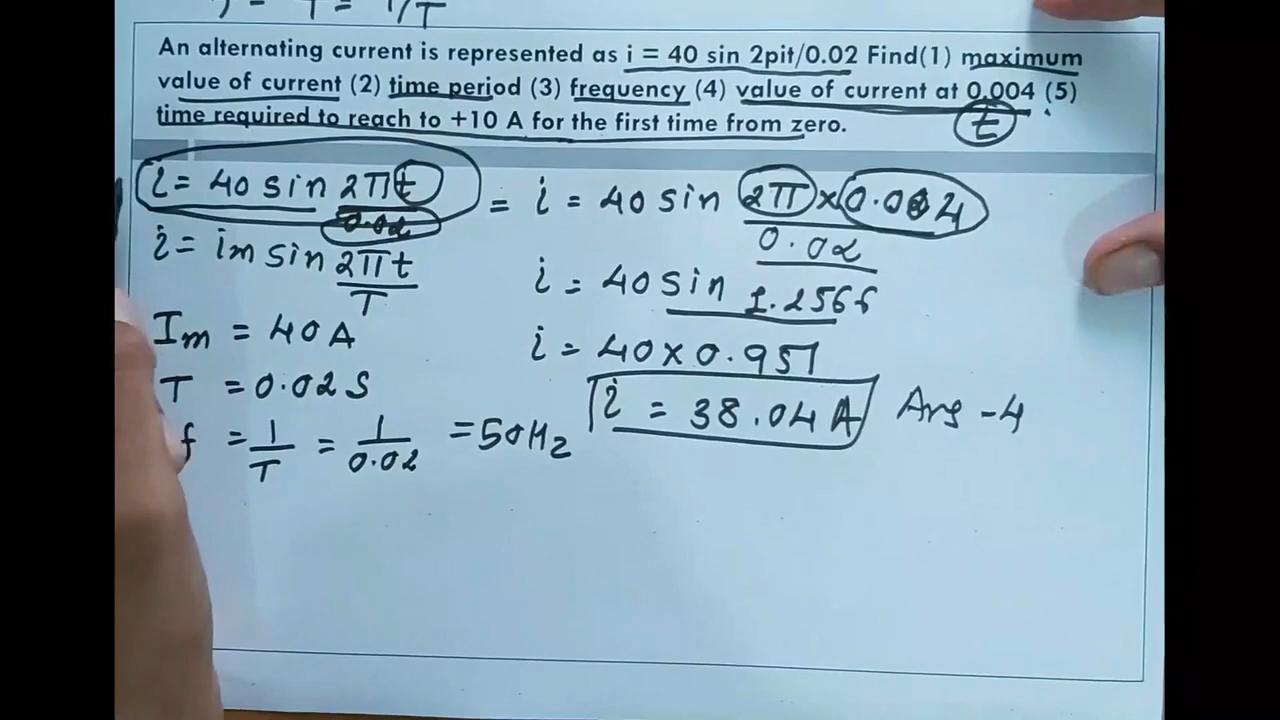 T = 1/T
An alternating current is represented as i = 40 sin 2pit/0.02 Find(1) maximum
value of current (2) time period (3) frequency (4) value of current at 0.004 (5)
time required to reach to +10 A for the first time from zero.
t
i = 40 sin 2πt/0.02
i = im sin 2πt/T
Im = 40A
T = 0.02 S
f = 1/T = 1/0.02 = 50Hz
= i = 40 sin 2π×0.004/0.02
i = 40 sin 1.2566
i = 40×0.951
i = 38.04 A Ans -4